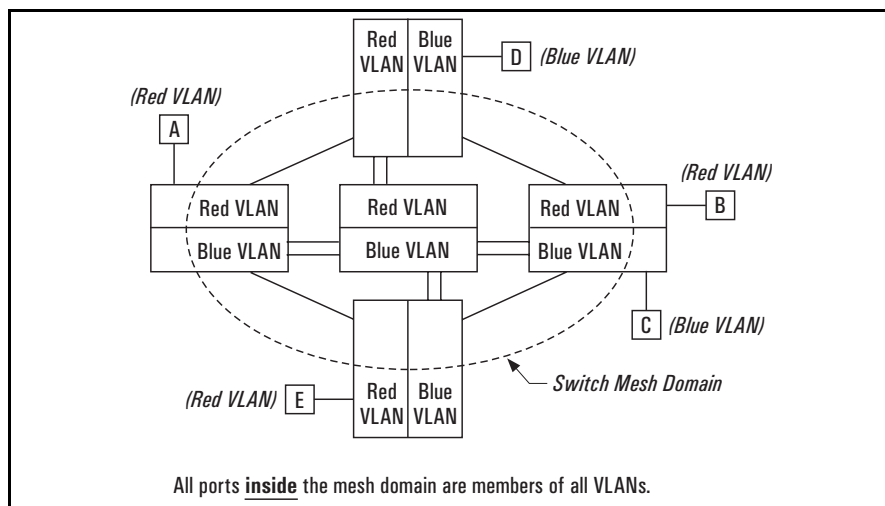 Red VLAN
Blue VLAN
D
(Blue VLAN)
(Red VLAN)
A
(Red VLAN)
Red VLAN
Red VLAN
Red VLAN
B
Blue VLAN
Blue VLAN
Blue VLAN
C
(Blue VLAN)
Switch Mesh Domain
(Red VLAN)
E
Red VLAN
Blue VLAN
All ports inside the mesh domain are members of all VLANs.